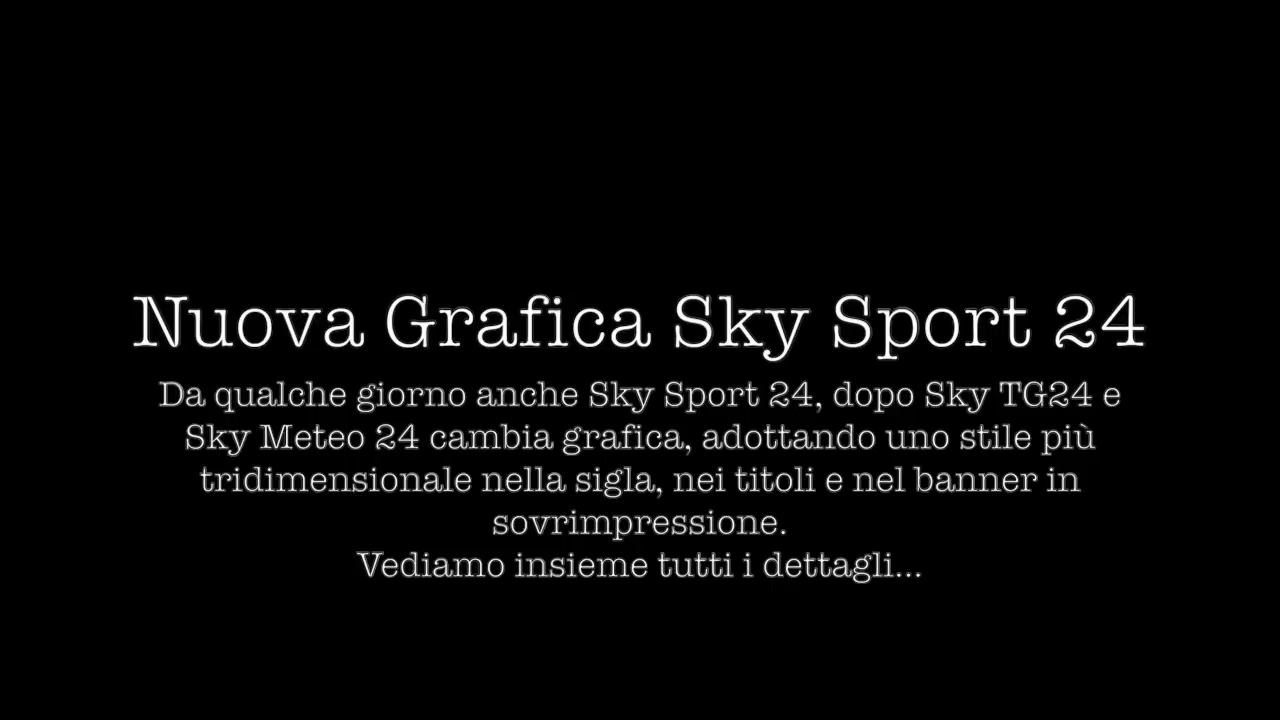 Nuova Grafica Sky Sport 24
Da qualche giorno anche Sky Sport 24, dopo Sky TG24 e
Sky Meteo 24 cambia grafica, adottando uno stile più
tridimensionale nella sigla, nei titoli e nel banner in
sovrimpressione.
Vediamo insieme tutti i dettagli...